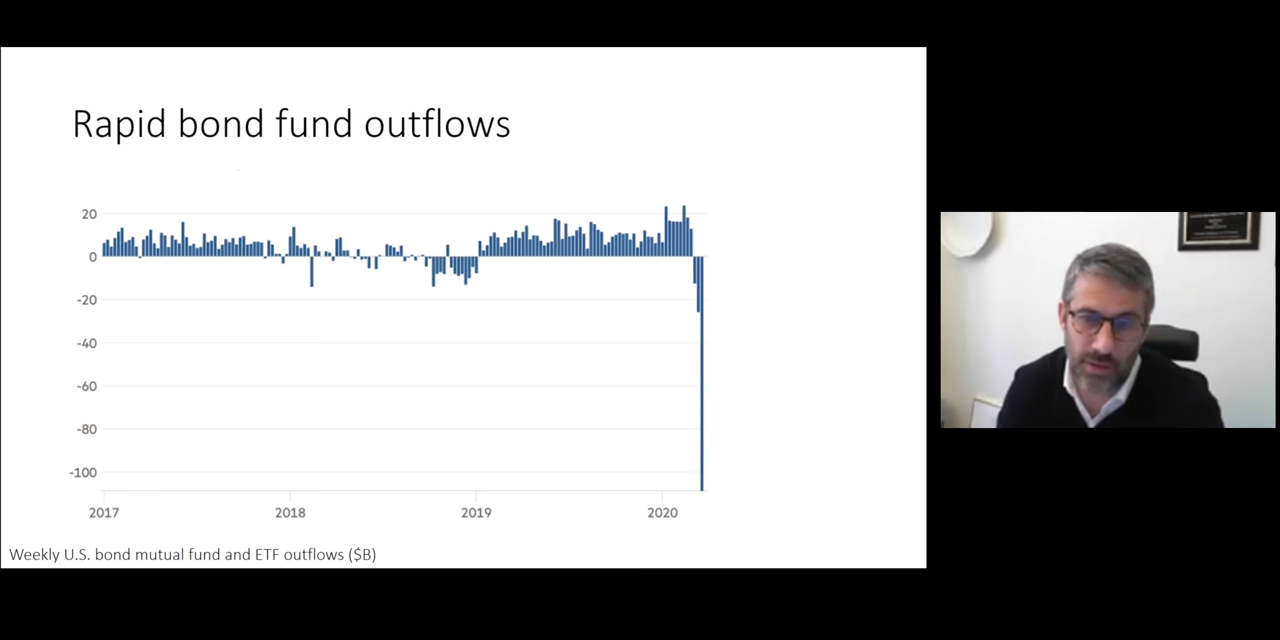 Rapid bond fund outflows
20
0
-20
-40
-60
-80
-100
2017 2018 2019 2020
Weekly U.S. bond mutual fund and ETF outflows ($B)